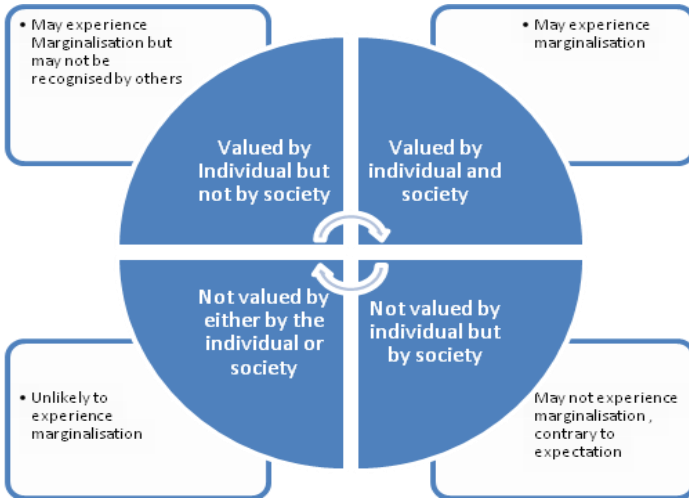 • May experience
Marginalisation but
may not be
recognised by others
• May experience
marginalisation
Valued by
Individual but
not by society
Valued by
individual and
society
Not valued by
either by the
individual or
society
Not valued by
individual but
by society
• Unlikely to
experience
marginalisation
May not experience
marginalisation ,
contrary to
expectation